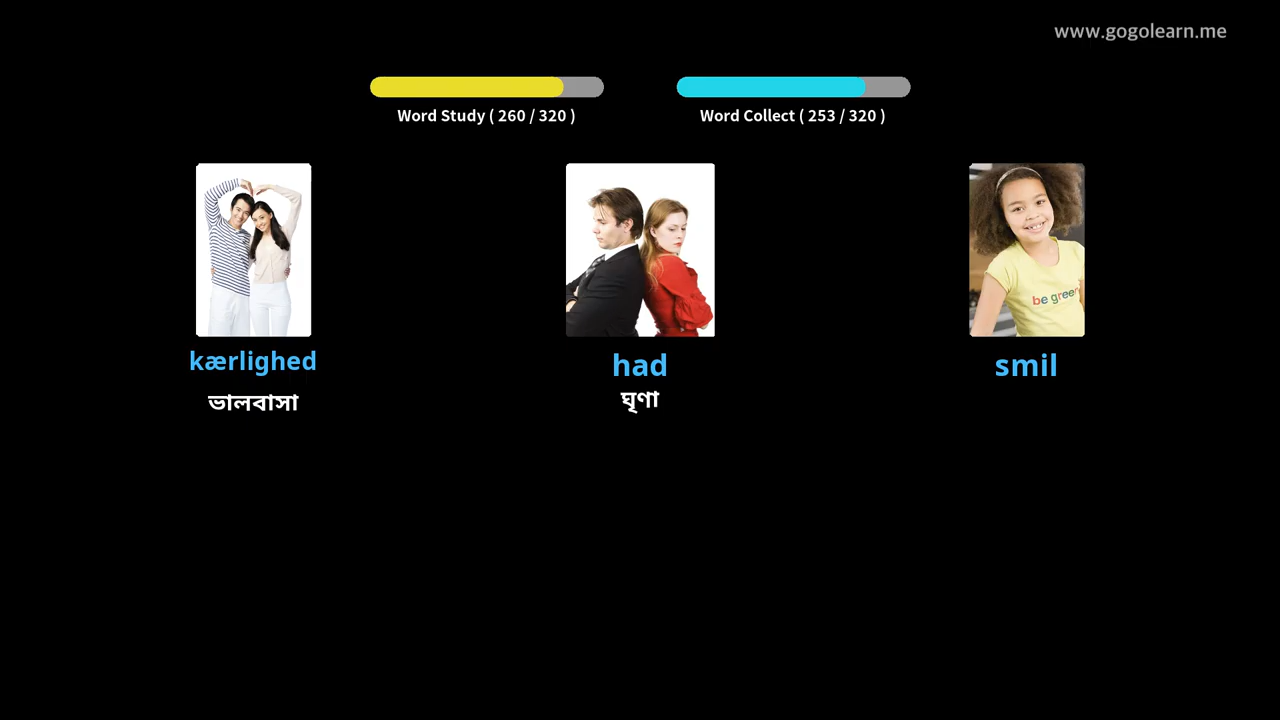 www.gogolearn.me
Word Study ( 260 / 320 )
Word Collect ( 253 / 320 )
be green
kærlighed
had
smil
ভালবাসা
ঘৃণা